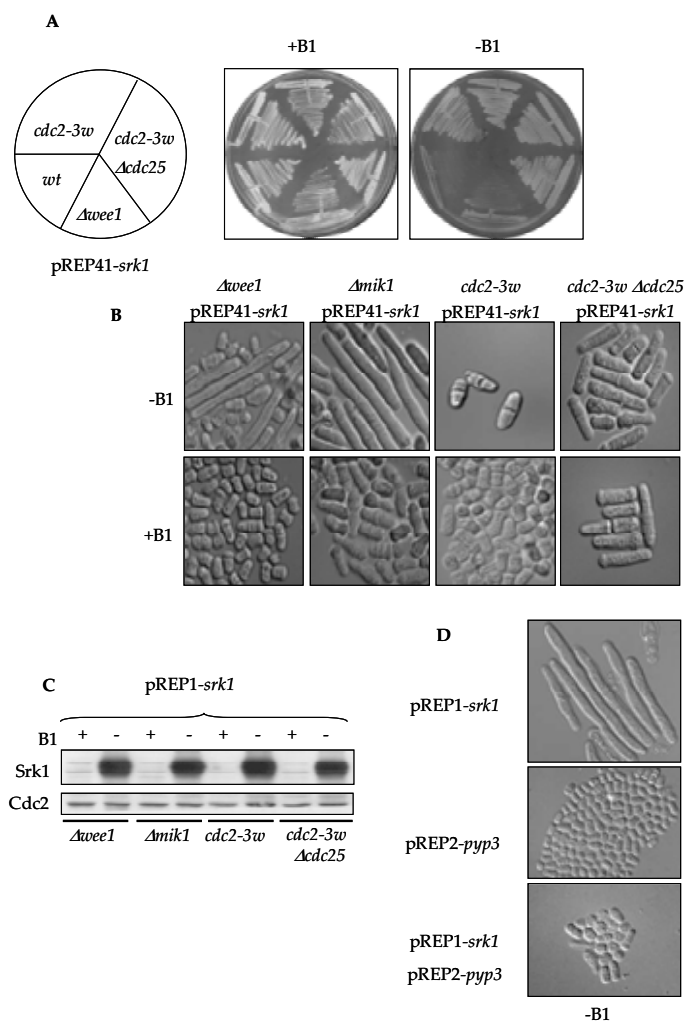 A
+B1
-B1
cdc2-3w
cdc2-3w
Δcdc25
wt
Δwee1
pREP41-srk1
B
Δwee1
pREP41-srk1
Δmik1
pREP41-srk1
cdc2-3w
pREP41-srk1
cdc2-3w Δcdc25
pREP41-srk1
-B1
+B1
C
pREP1-srk1
B1 + - + - + - + -
Srk1
Cdc2
Δwee1 Δmik1 cdc2-3w cdc2-3w
Δcdc25
D
pREP1-srk1
pREP2-pyp3
pREP1-srk1
pREP2-pyp3
-B1